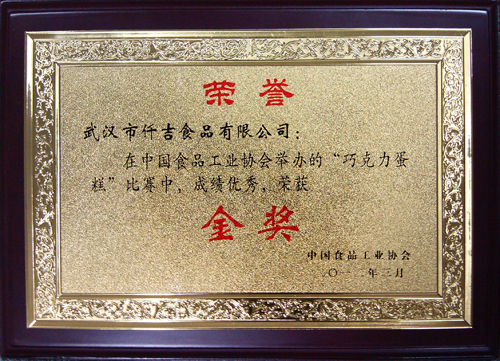 荣誉
武汉市仟吉食品有限公司：
在中国食品工业协会举办的“巧克力蛋
糕”比赛中，成绩优秀，荣获
金奖
中国食品工业协会
二〇一二年三月